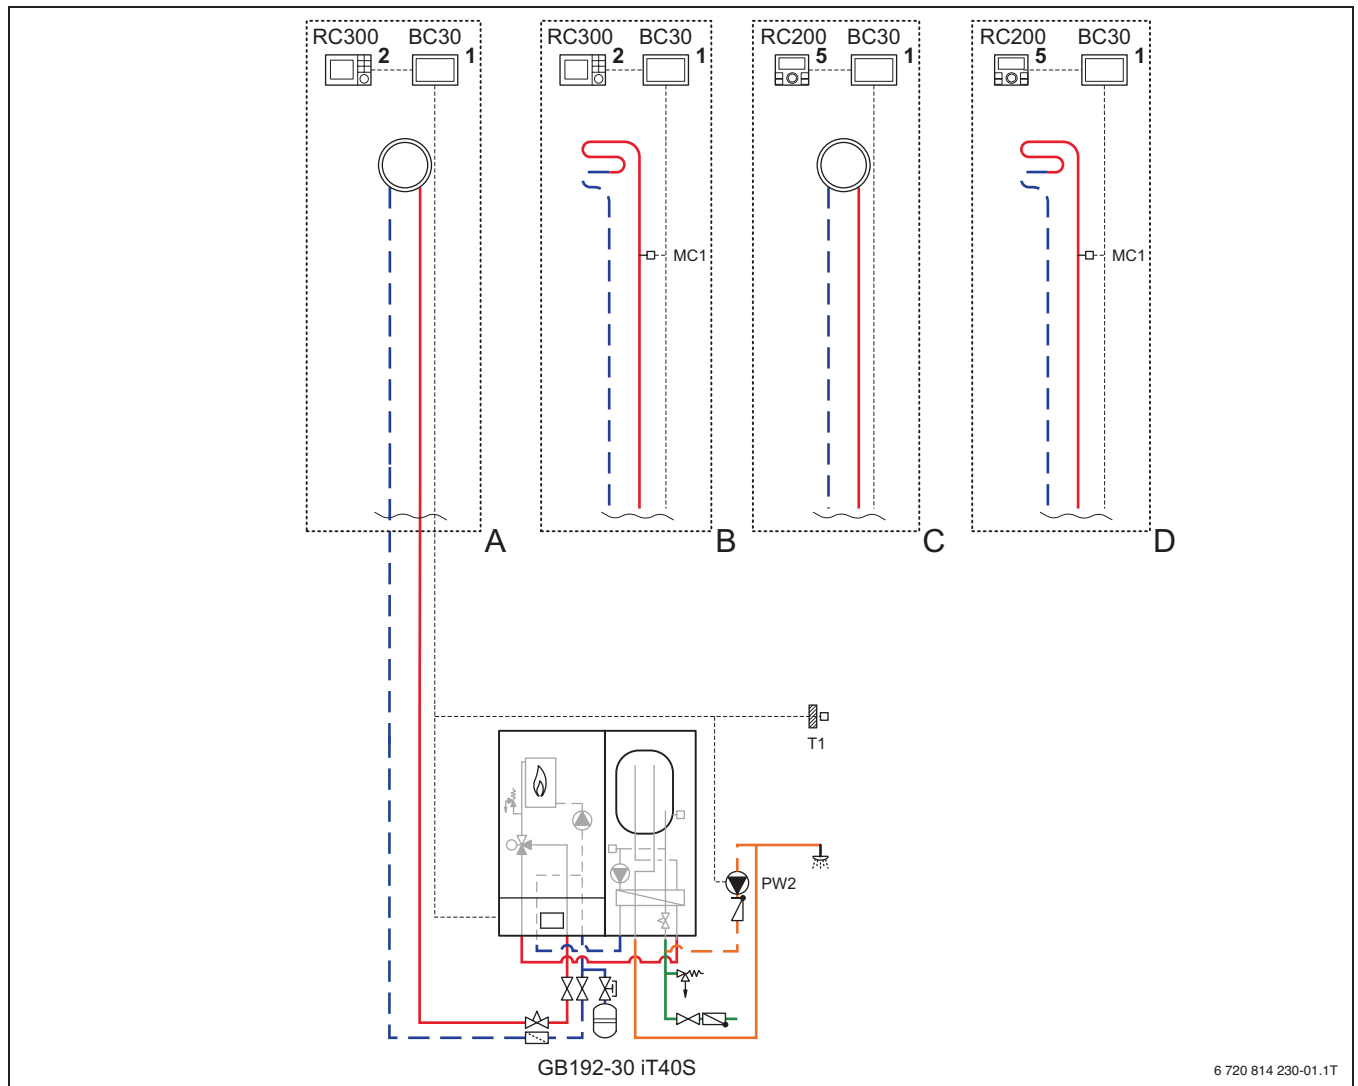 RC300 BC30
2 1
RC300 BC30
2 1
RC200 BC30
5 1
RC200 BC30
5 1
MC1
MC1
A
B
C
D
T1
PW2
GB192-30 iT40S
6 720 814 230-01.1T